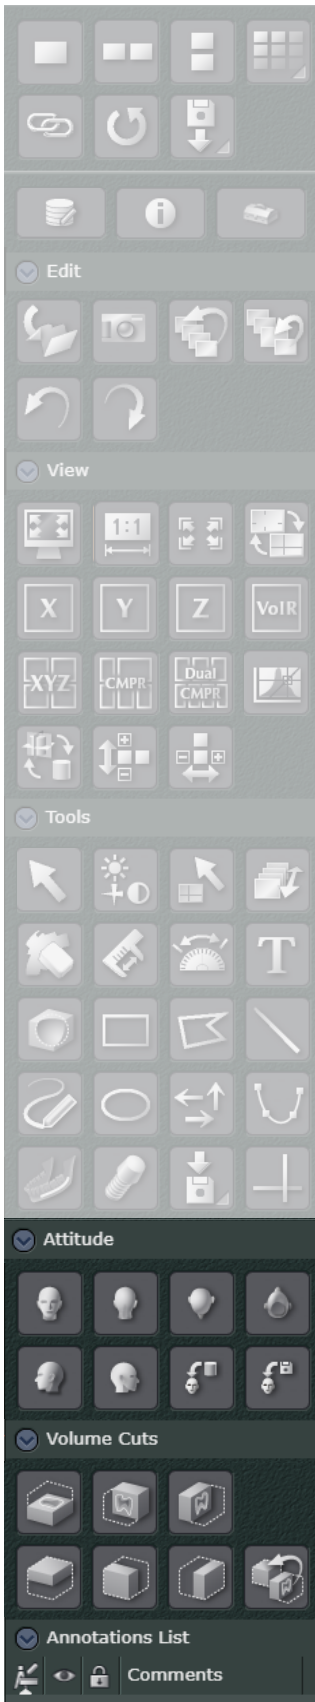 Edit
View
1:1
X Y Z VolR
XYZ CMPR Dual CMPR
Tools
T
Attitude
Volume Cuts
Annotations List
Comments